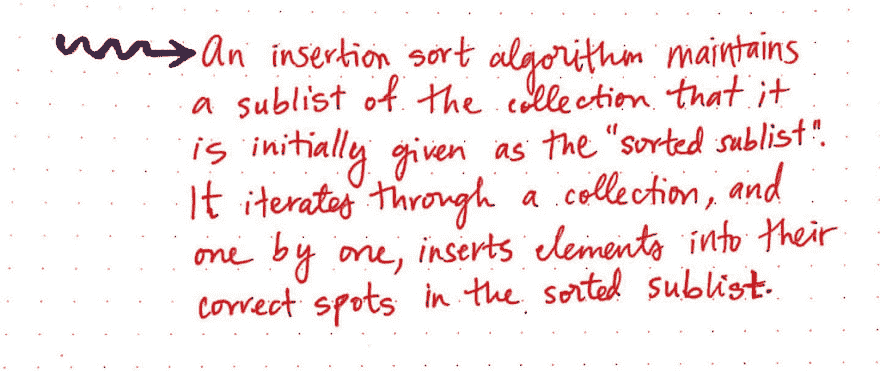 An insertion sort algorithm maintains
a sublist of the collection that it
is initially given as the "sorted sublist".
It iterates through a collection, and
one by one, inserts elements into their
correct spots in the sorted sublist.